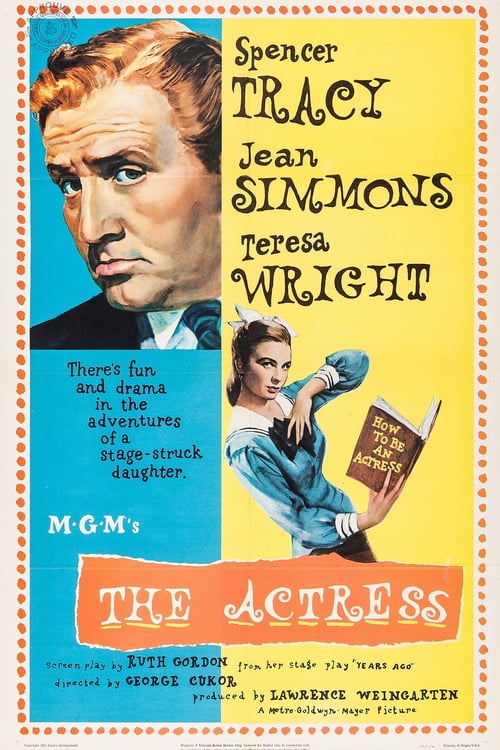 Spencer
TRACY
Jean
SIMMONS
Teresa
WRIGHT
There's fun
and drama
in the
adventures
of a
stage-struck
daughter.
HOW
TO BE
AN
ACTRESS
M-G-M's
THE ACTRESS
screen play by RUTH GORDON from her stage play "YEARS AGO"
directed by GEORGE CUKOR
produced by LAWRENCE WEINGARTEN
A Metro-Goldwyn-Mayer Picture